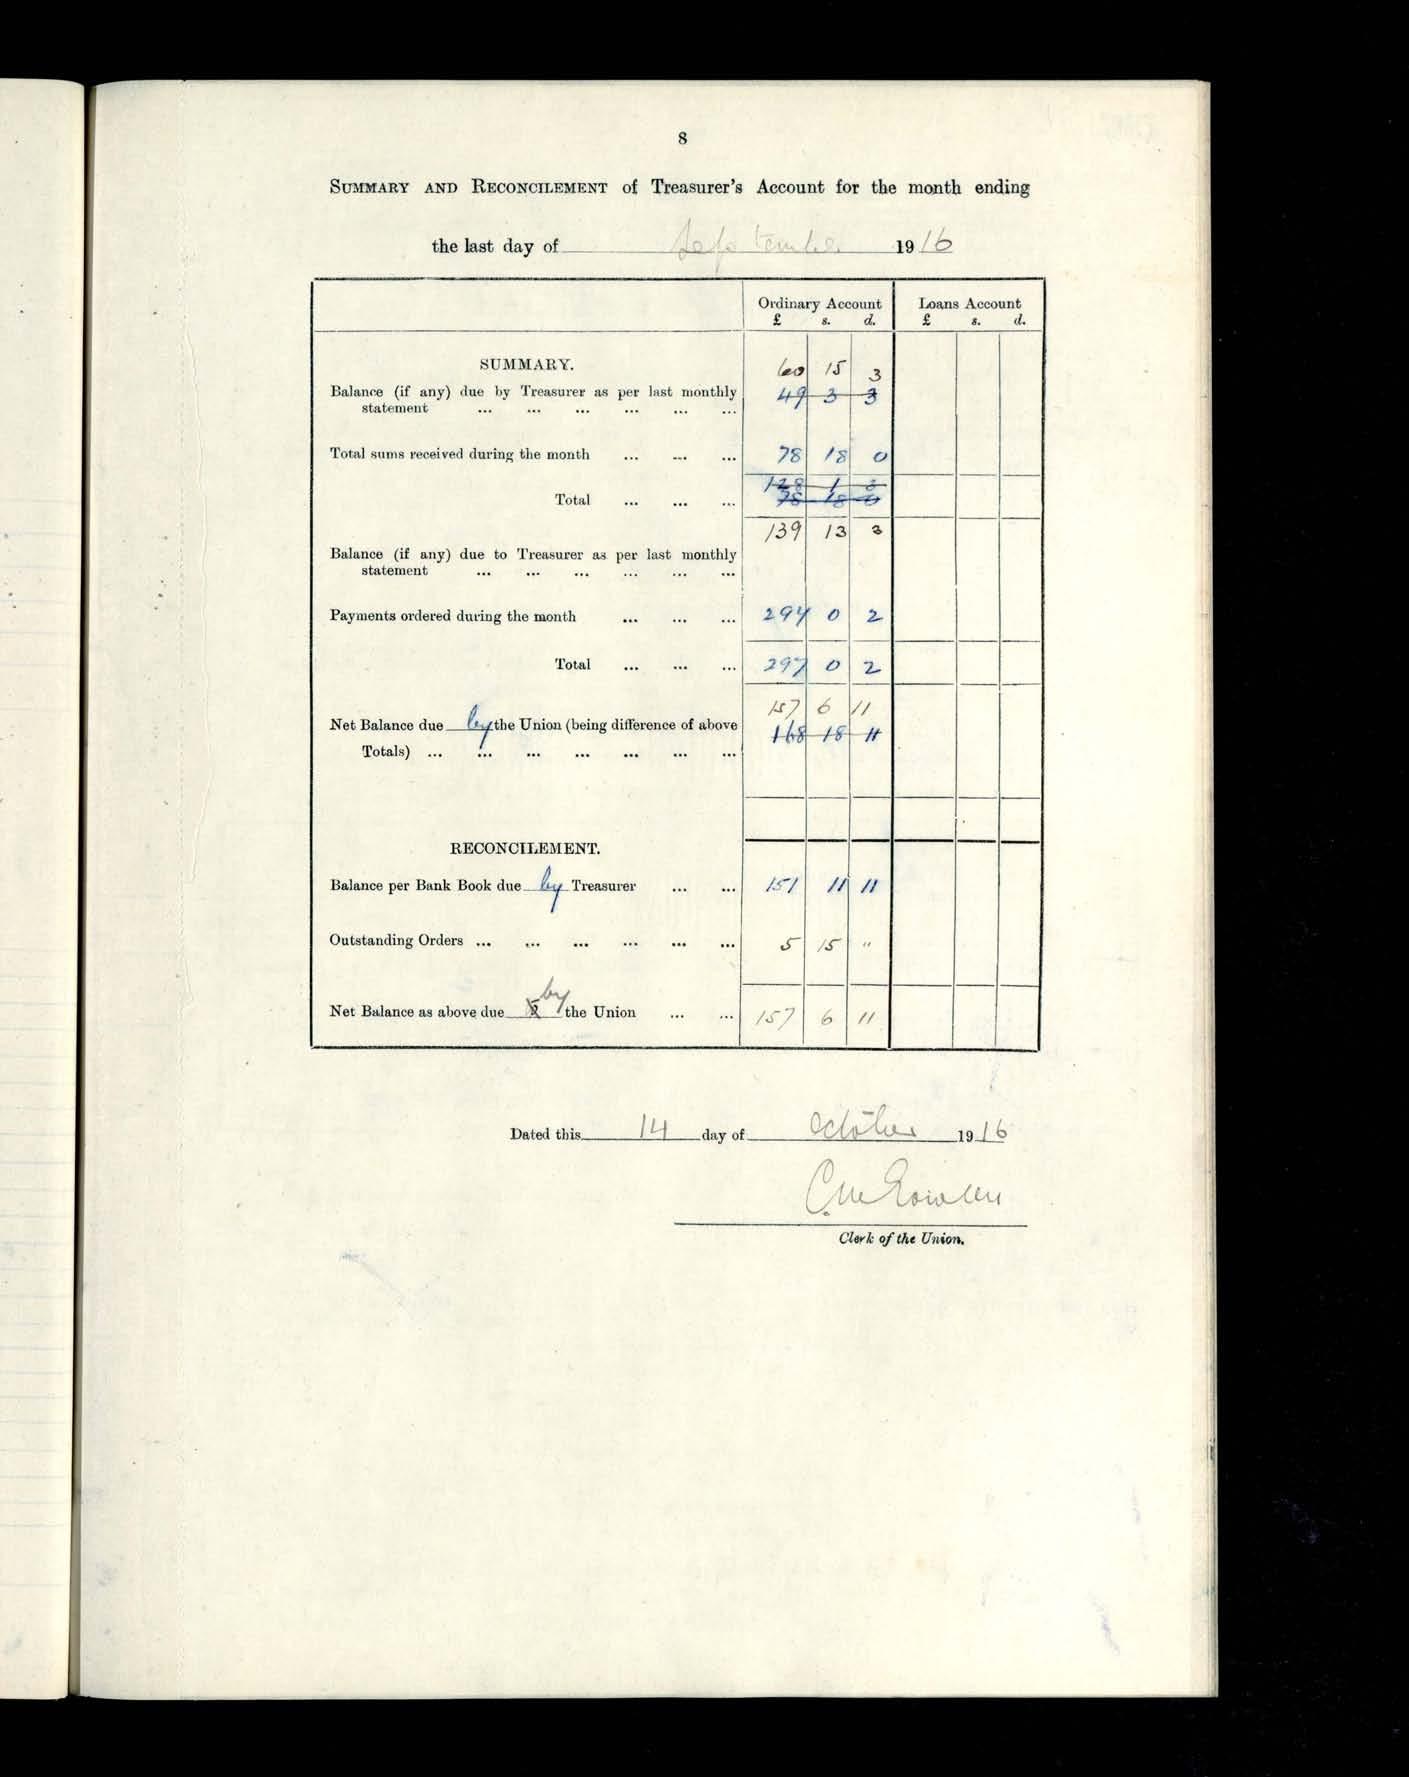 8
SUMMARY AND RECONCILEMENT of Treasurer's Account for the month ending
the last day of September 1916
Ordinary Account Loans Account
£ s. d. £ s. d.
SUMMARY.
60 15 3
Balance (if any) due by Treasurer as per last monthly 49 3 3
statement ... ... ... ... ... ...
Total sums received during the month ... ... ... 78 18 0
128 1 3
Total ... ... ... 78 18 0
139 13 3
Balance (if any) due to Treasurer as per last monthly
statement ... ... ... ... ... ...
Payments ordered during the month ... ... ... 297 0 2
Total ... ... ... 297 0 2
157 6 11
Net Balance due by the Union (being difference of above 168 18 11
Totals) ... ... ... ... ... ... ...
RECONCILEMENT.
Balance per Bank Book due by Treasurer ... ... 151 11 11
Outstanding Orders ... ... ... ... ... ... 5 15 "
by
Net Balance as above due the Union ... ... 157 6 11
Dated this 14 day of October 1916
Clerk of the Union.